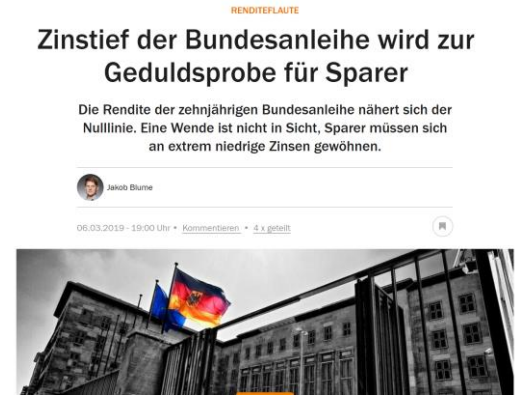 RENDITEFLAUTE
Zinstief der Bundesanleihe wird zur
Geduldsprobe für Sparer
Die Rendite der zehnjährigen Bundesanleihe nähert sich der
Nulllinie. Eine Wende ist nicht in Sicht, Sparer müssen sich
an extrem niedrige Zinsen gewöhnen.
Jakob Blume
06.03.2019 - 19:00 Uhr • Kommentieren • 4 x geteilt